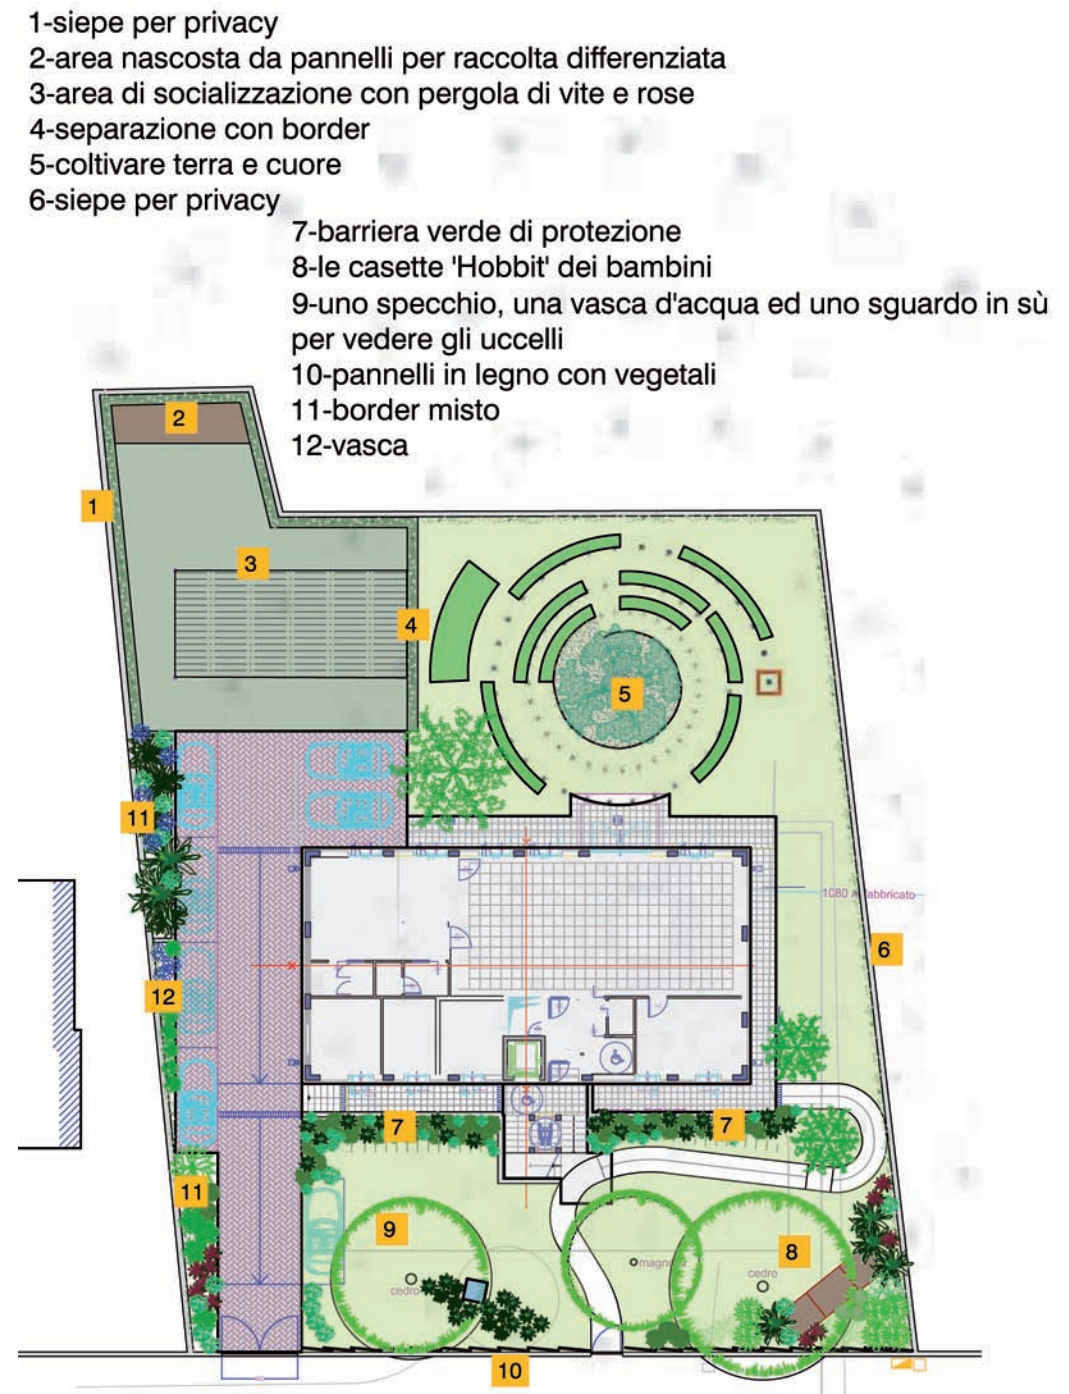 1-siepe per privacy
2-area nascosta da pannelli per raccolta differenziata
3-area di socializzazione con pergola di vite e rose
4-separazione con border
5-coltivare terra e cuore
6-siepe per privacy
7-barriera verde di protezione
8-le casette 'Hobbit' dei bambini
9-uno specchio, una vasca d'acqua ed uno sguardo in sù
per vedere gli uccelli
10-pannelli in legno con vegetali
11-border misto
12-vasca
2
1
3
4
5
11
1080
6
12
7
7
11
9
8
cedro
cedro
10